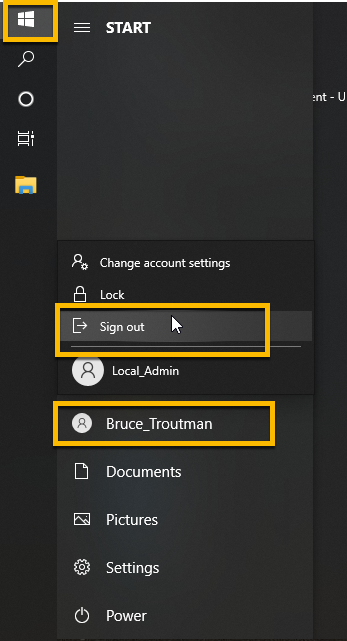 START
ent - U
Change account settings
Lock
Sign out
Local_Admin
Bruce_Troutman
Documents
Pictures
Settings
Power